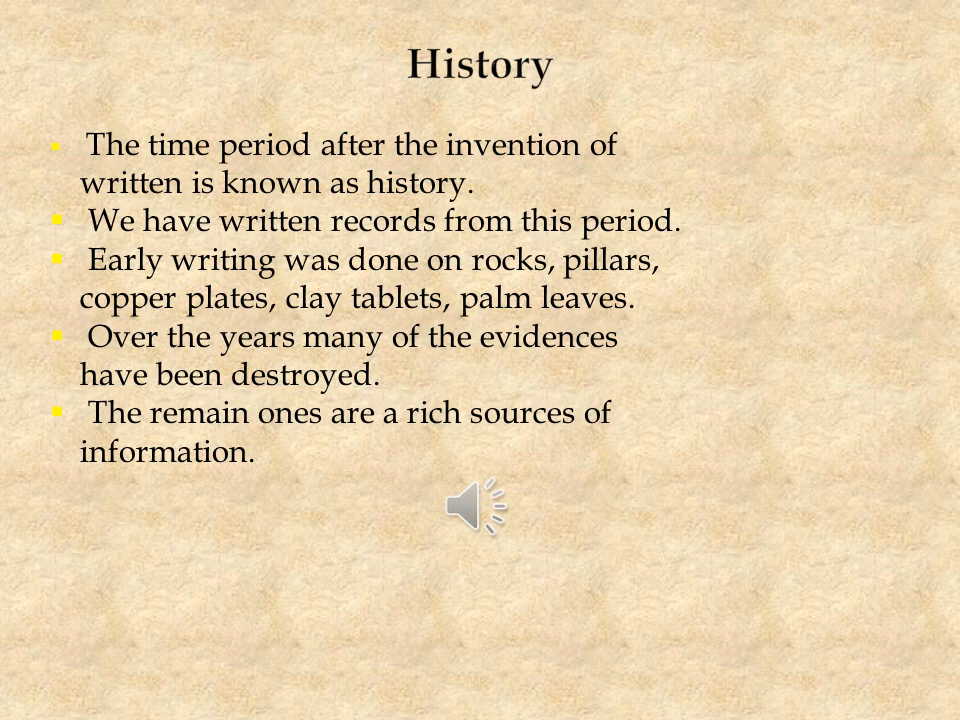 History
▪ The time period after the invention of
written is known as history.
▪ We have written records from this period.
▪ Early writing was done on rocks, pillars,
copper plates, clay tablets, palm leaves.
▪ Over the years many of the evidences
have been destroyed.
▪ The remain ones are a rich sources of
information.